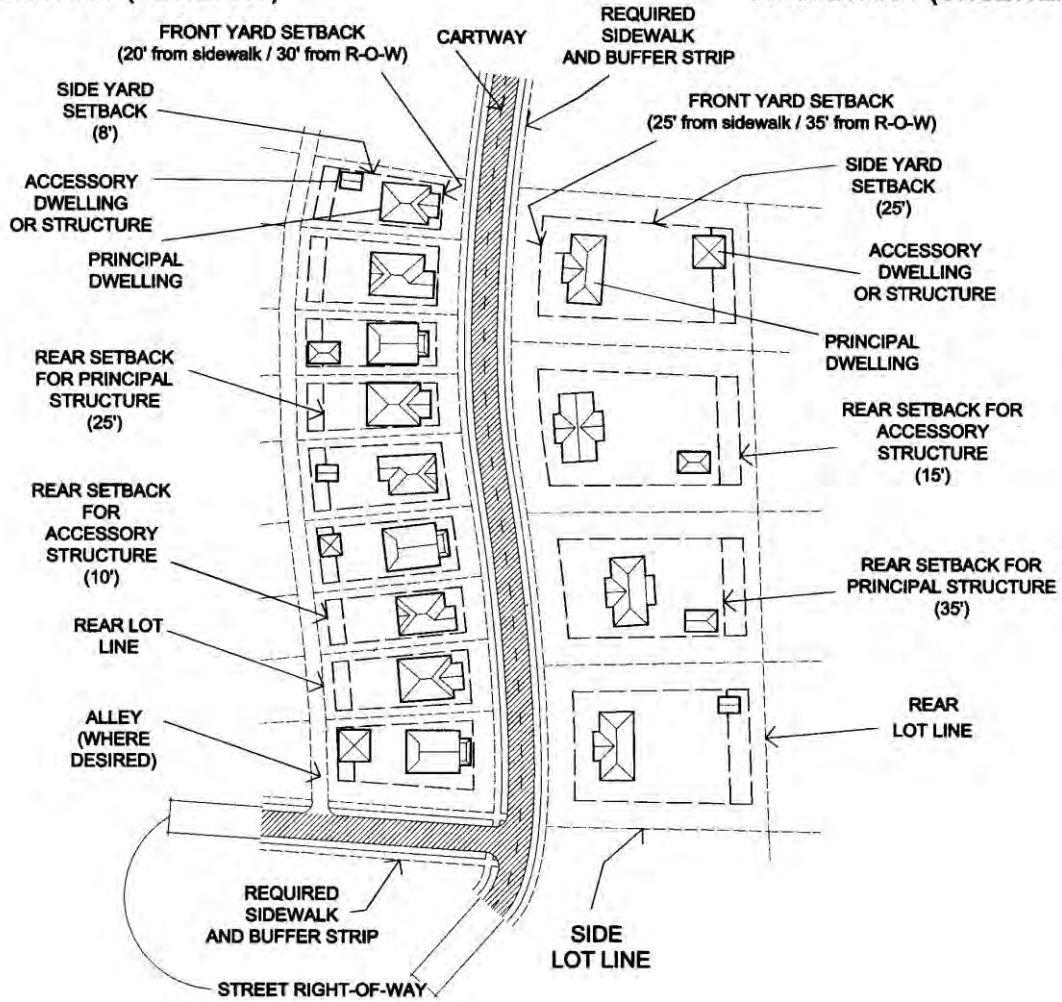 FRONT YARD SETBACK
(20' from sidewalk / 30' from R-O-W)
CARTWAY
REQUIRED
SIDEWALK
AND BUFFER STRIP
SIDE YARD
SETBACK
(8')
FRONT YARD SETBACK
(25' from sidewalk / 35' from R-O-W)
ACCESSORY
DWELLING
OR STRUCTURE
SIDE YARD
SETBACK
(25')
PRINCIPAL
DWELLING
ACCESSORY
DWELLING
OR STRUCTURE
REAR SETBACK
FOR PRINCIPAL
STRUCTURE
(25')
PRINCIPAL
DWELLING
REAR SETBACK FOR
ACCESSORY
STRUCTURE
(15')
REAR SETBACK
FOR
ACCESSORY
STRUCTURE
(10')
REAR SETBACK FOR
PRINCIPAL STRUCTURE
(35')
REAR LOT
LINE
REAR
LOT LINE
ALLEY
(WHERE
DESIRED)
REQUIRED
SIDEWALK
AND BUFFER STRIP
SIDE
LOT LINE
STREET RIGHT-OF-WAY